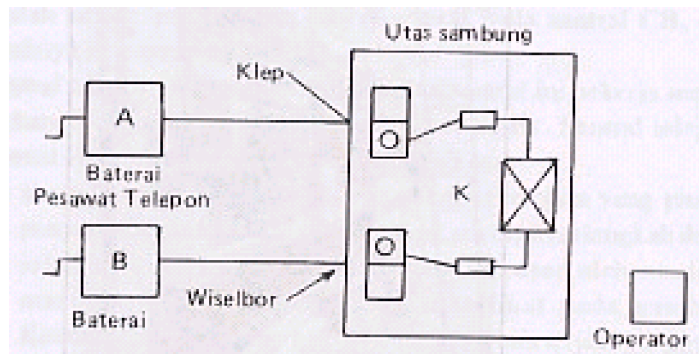 Utas sambung
Klep
A
Baterai
Pesawat Telepon
K
B
Wiselbor
Baterai
Operator